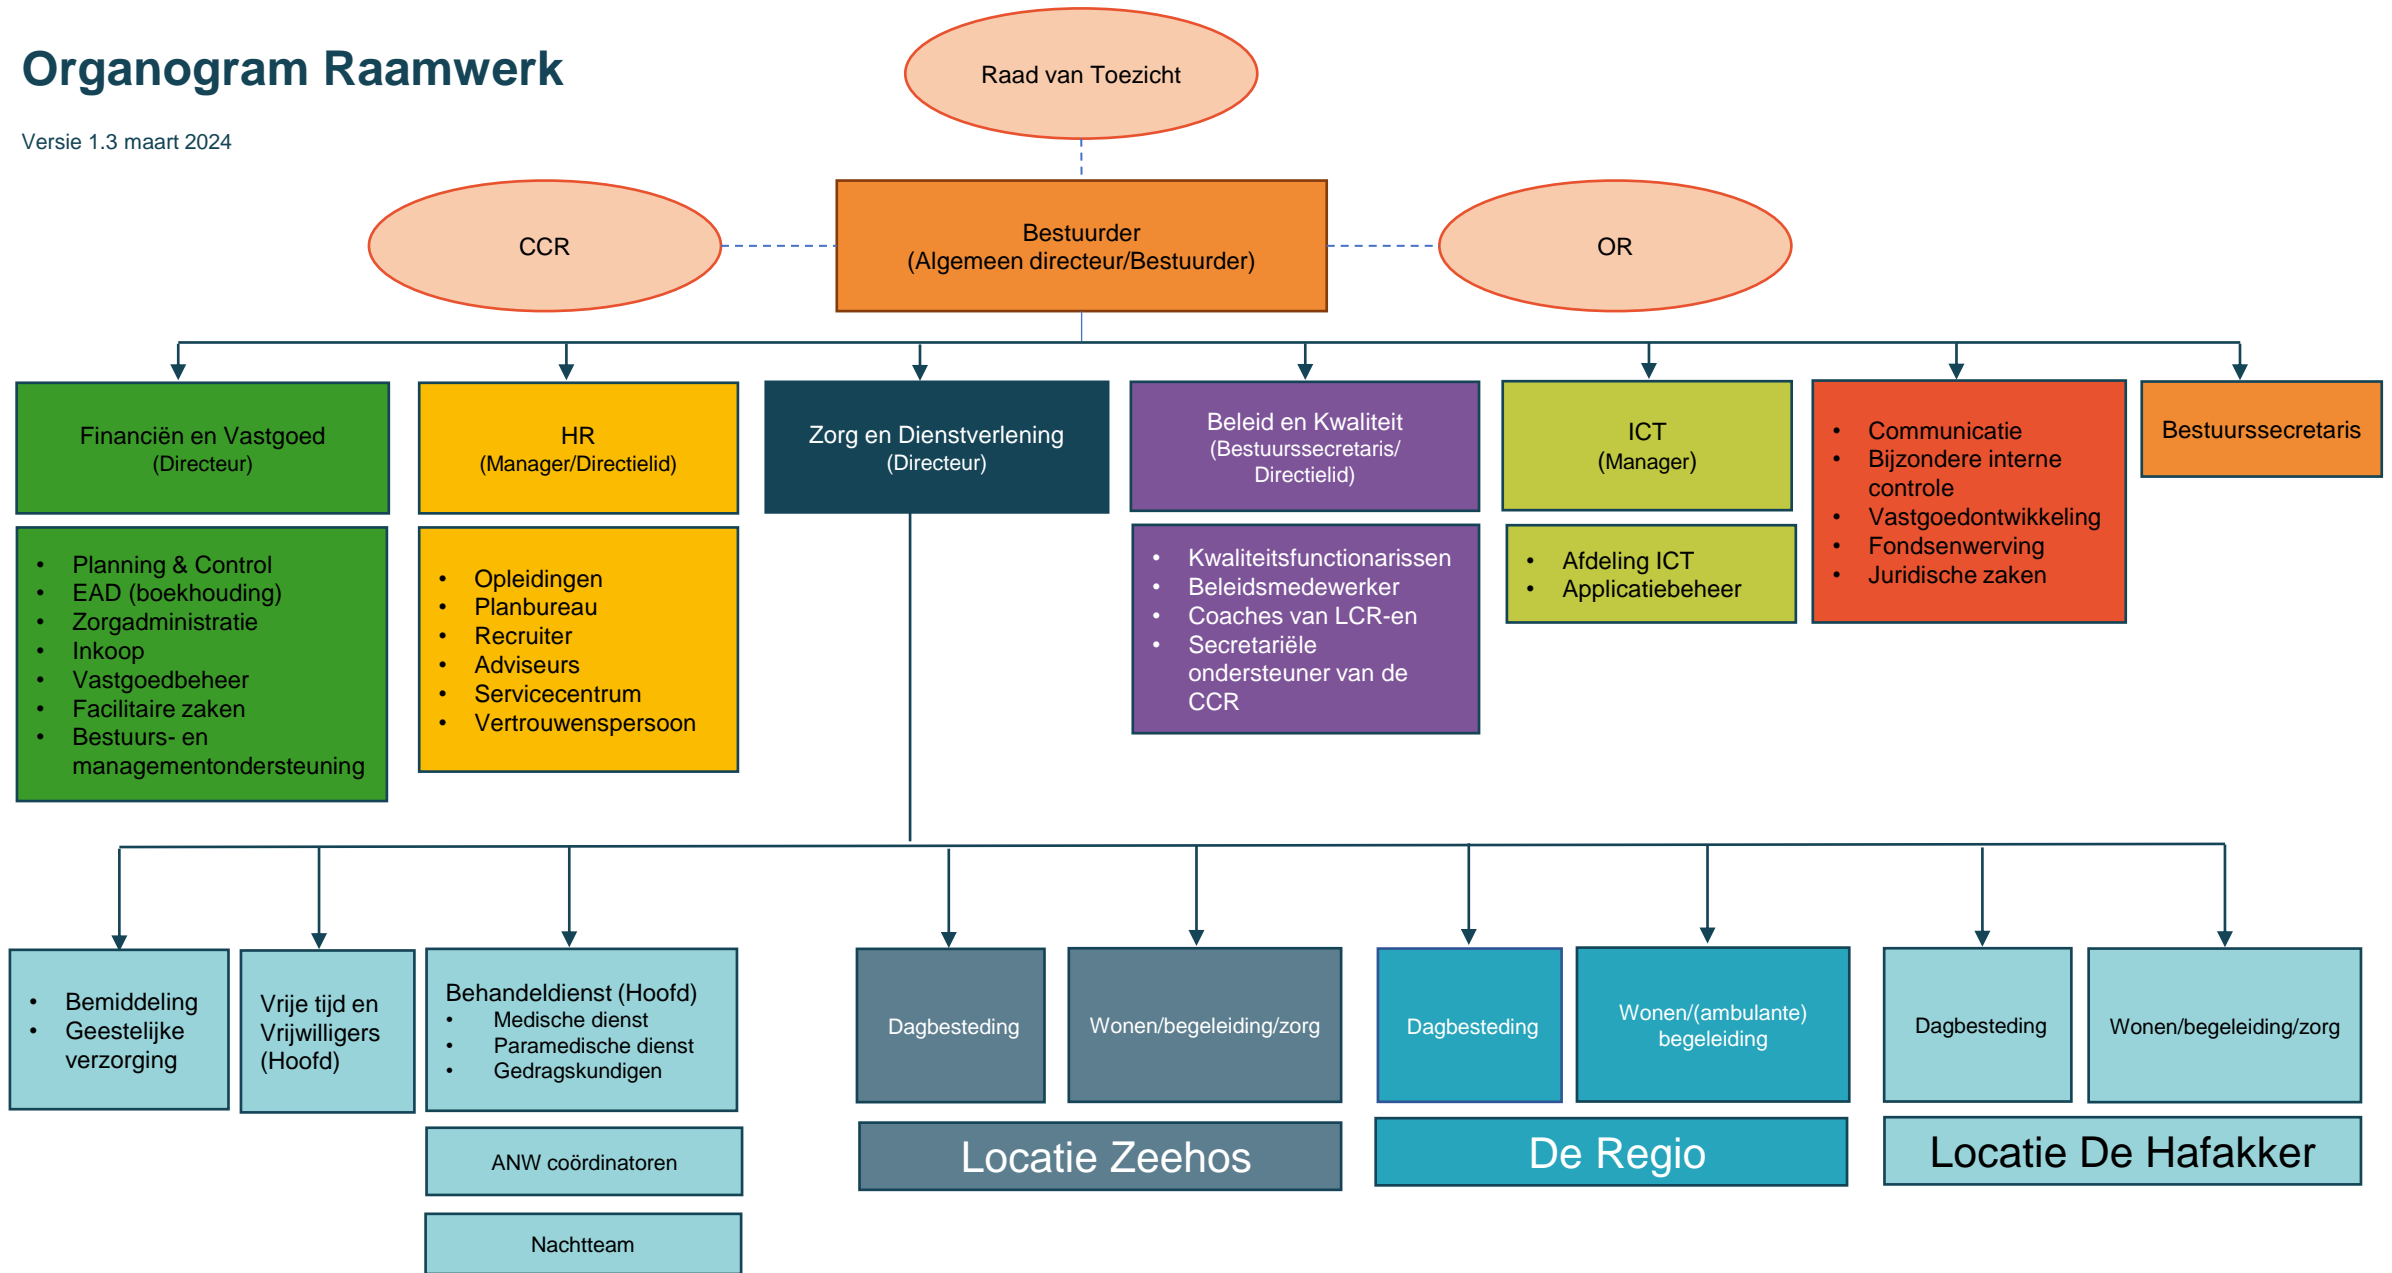 Organogram Raamwerk
Versie 1.3 maart 2024
Raad van Toezicht
CCR
Bestuurder
(Algemeen directeur/Bestuurder)
OR
Financiën en Vastgoed
(Directeur)
HR
(Manager/Directielid)
Zorg en Dienstverlening
(Directeur)
Beleid en Kwaliteit
(Bestuurssecretaris/
Directielid)
ICT
(Manager)
• Communicatie
• Bijzondere interne
controle
• Vastgoedontwikkeling
• Fondsenwerving
• Juridische zaken
Bestuurssecretaris
• Planning & Control
• EAD (boekhouding)
• Zorgadministratie
• Inkoop
• Vastgoedbeheer
• Facilitaire zaken
• Bestuurs- en
managementondersteuning
• Opleidingen
• Planbureau
• Recruiter
• Adviseurs
• Servicecentrum
• Vertrouwenspersoon
• Kwaliteitsfunctionarissen
• Beleidsmedewerker
• Coaches van LCR-en
• Secretariële
ondersteuner van de
CCR
• Afdeling ICT
• Applicatiebeheer
• Bemiddeling
• Geestelijke
verzorging
Vrije tijd en
Vrijwilligers
(Hoofd)
Behandeldienst (Hoofd)
• Medische dienst
• Paramedische dienst
• Gedragskundigen
ANW coördinatoren
Nachtteam
Dagbesteding
Wonen/begeleiding/zorg
Locatie Zeehos
Dagbesteding
Wonen/(ambulante)
begeleiding
De Regio
Dagbesteding
Wonen/begeleiding/zorg
Locatie De Hafakker